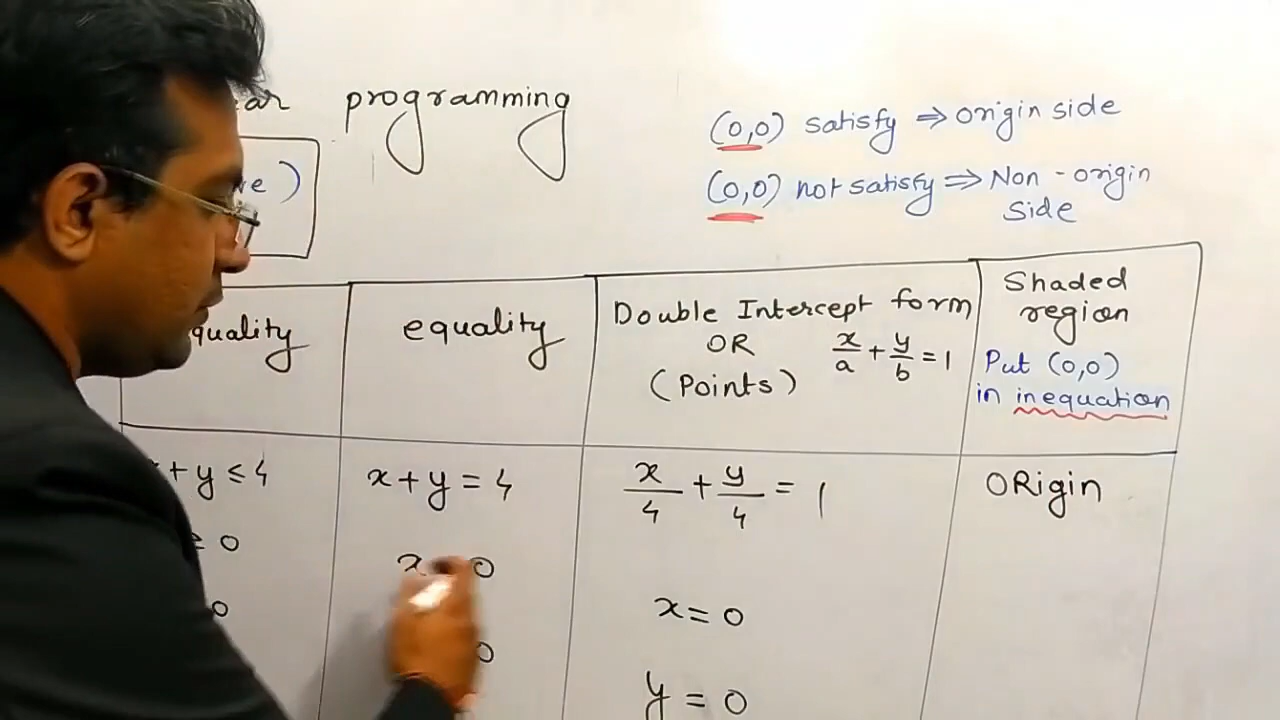 programming
(0,0) satisfy ⇒ origin side
(0,0) not satisfy ⇒ Non - origin
side
equality
Double Intercept form
OR
(Points)
x/a + y/b = 1
Shaded
region
Put (0,0)
in inequation
+ y ≤ 4
x + y = 4
x/4 + y/4 = 1
ORigin
≥ 0
x = 0
x = 0
0
0
y = 0